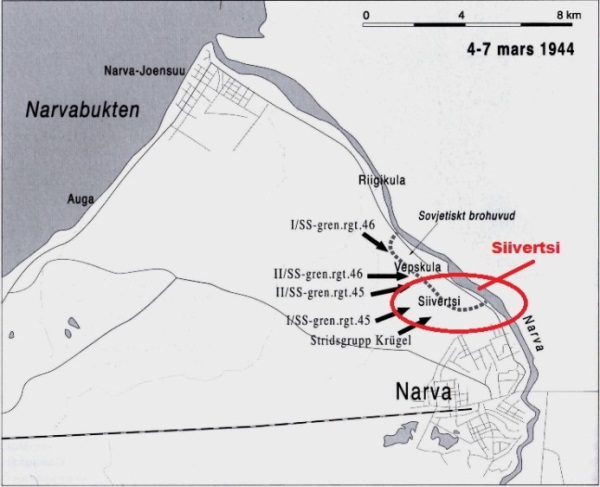 0 4 8 km
4-7 mars 1944
Narva-Joensuu
Narvabukten
Riigikula
Auga
I/SS-gren.rgt.46
Sovjetiskt brohuvud
Siivertsi
Vepskula
II/SS-gren.rgt.46
II/SS-gren.rgt.45
Siivertsi
I/SS-gren.rgt.45
Narva
Stridsgrupp Krügel
Narva